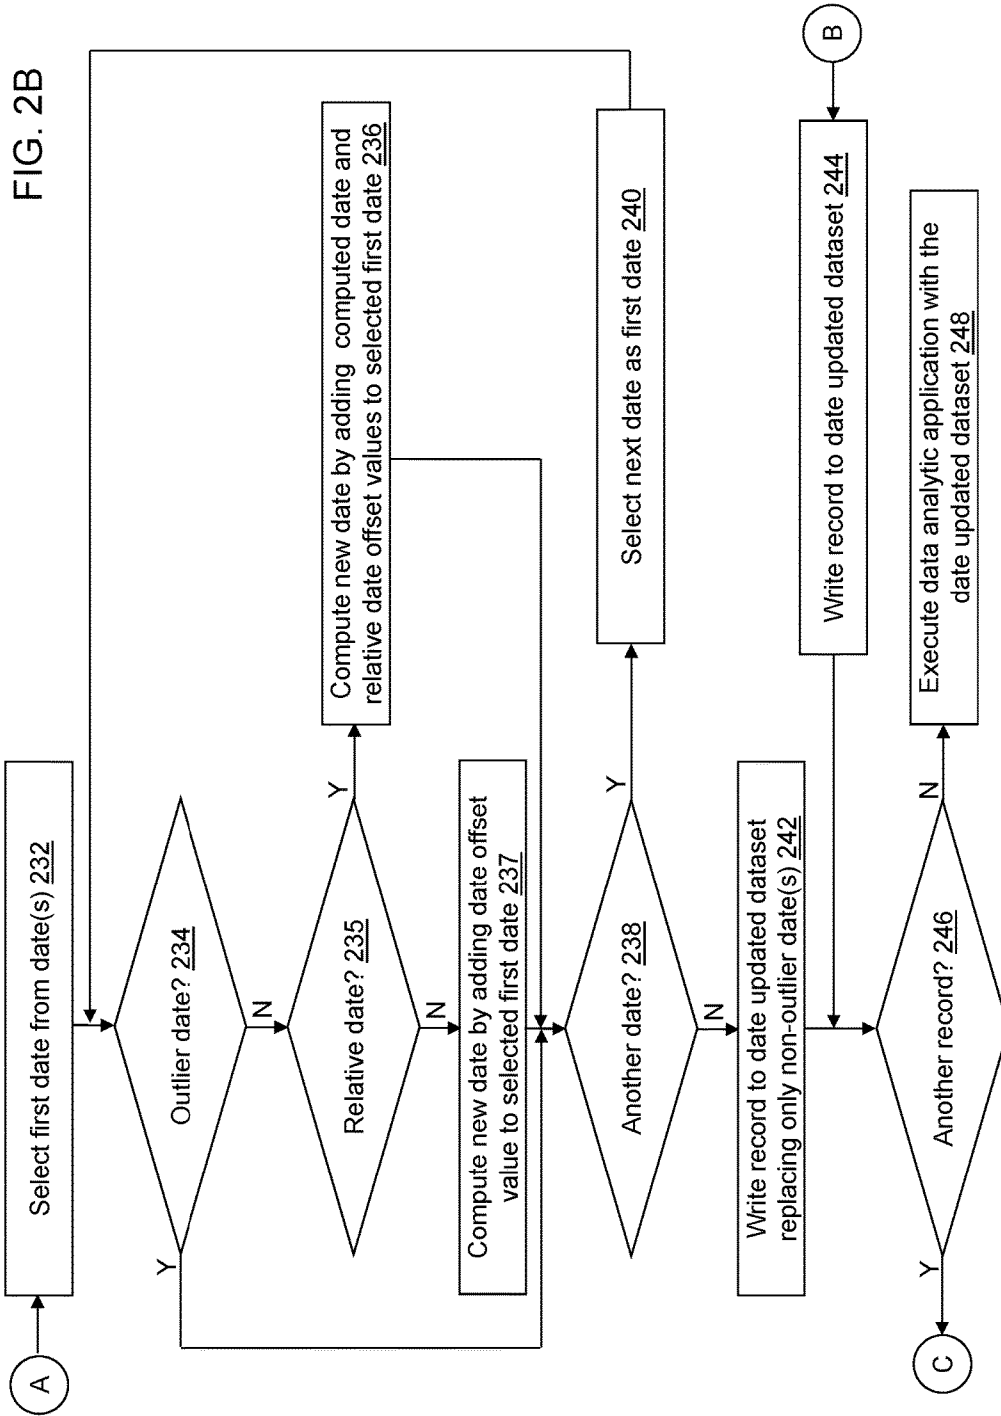 FIG. 2B
A
Select first date from date(s) 232
Outlier date? 234
Y
N
Relative date? 235
Y
N
Compute new date by adding computed date and
relative date offset values to selected first date 236
Compute new date by adding date offset
value to selected first date 237
Another date? 238
Y
N
Select next date as first date 240
Write record to date updated dataset
replacing only non-outlier date(s) 242
B
Write record to date updated dataset 244
Another record? 246
Y
N
C
Execute data analytic application with the
date updated dataset 248